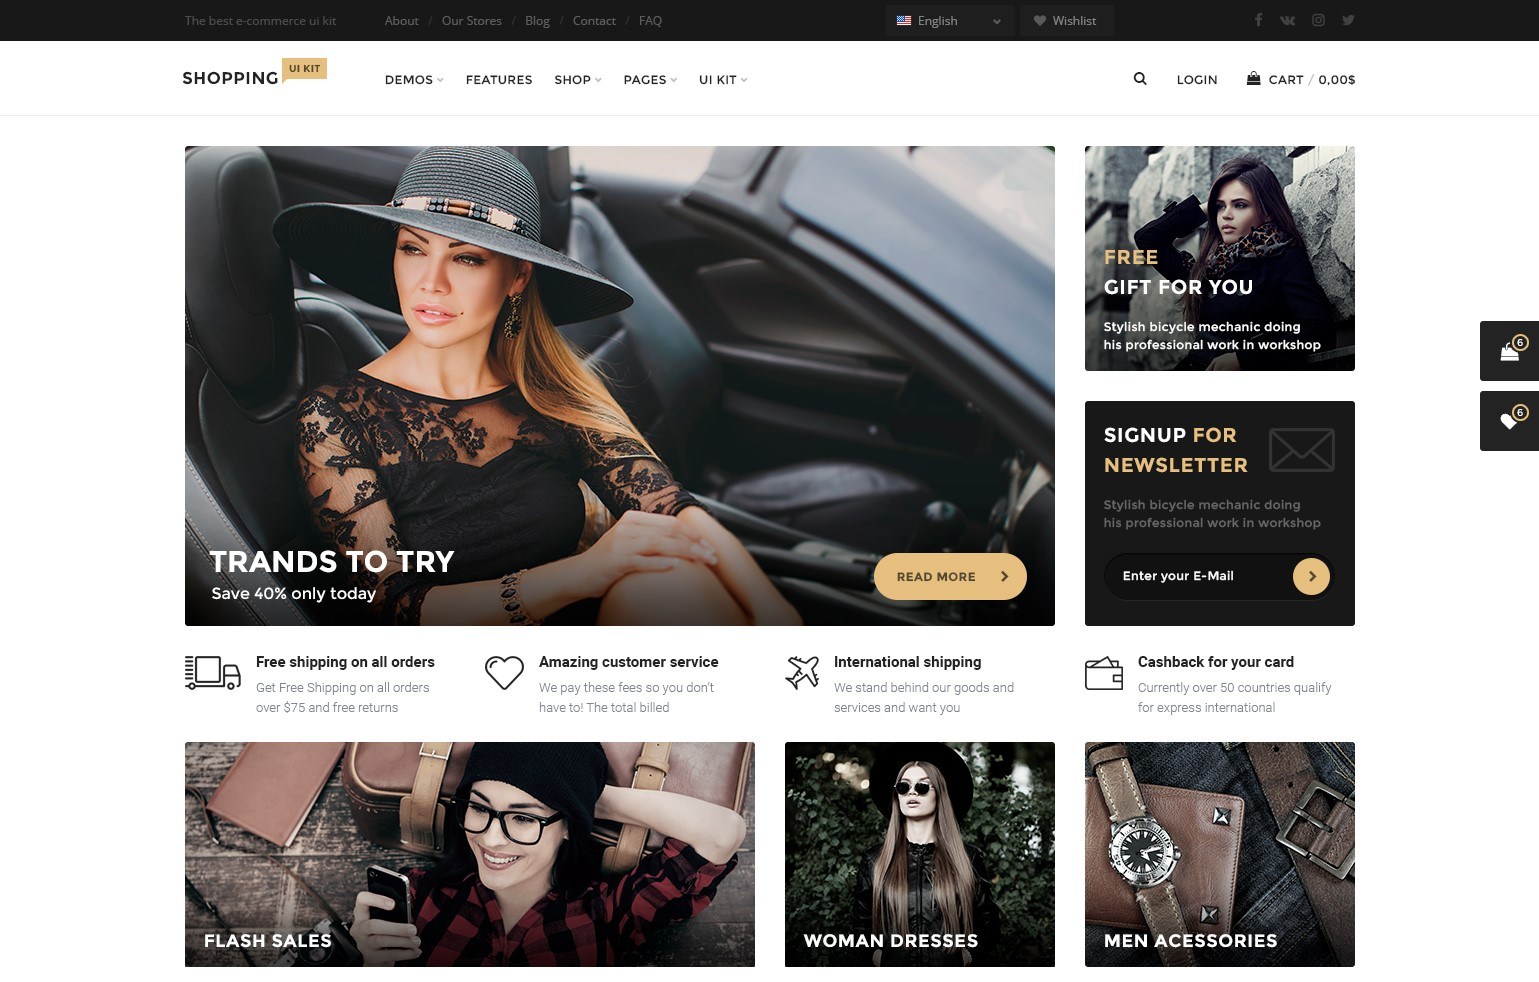 The best e-commerce ui kit
About / Our Stores / Blog / Contact / FAQ
English
Wishlist
SHOPPING
UI KIT
DEMOS
FEATURES
SHOP
PAGES
UI KIT
LOGIN
CART / 0,00$
TRANDS TO TRY
Save 40% only today
READ MORE
FREE
GIFT FOR YOU
Stylish bicycle mechanic doing
his professional work in workshop
SIGNUP FOR
NEWSLETTER
Stylish bicycle mechanic doing
his professional work in workshop
Enter your E-Mail
6
6
Free shipping on all orders
Get Free Shipping on all orders
over $75 and free returns
Amazing customer service
We pay these fees so you don't
have to! The total billed
International shipping
We stand behind our goods and
services and want you
Cashback for your card
Currently over 50 countries qualify
for express international
FLASH SALES
WOMAN DRESSES
MEN ACESSORIES